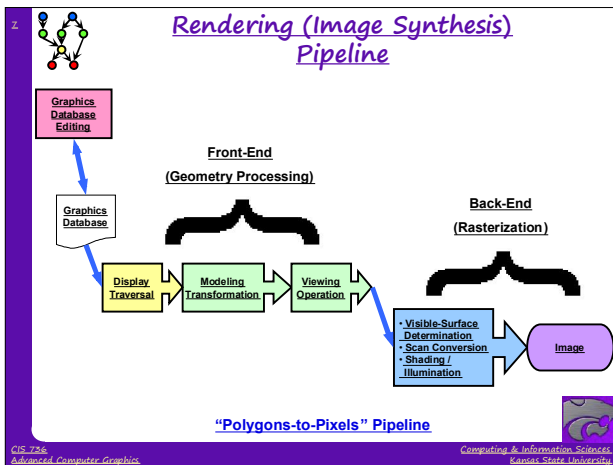 z
Rendering (Image Synthesis)
Pipeline
Graphics
Database
Editing
Front-End
(Geometry Processing)
Back-End
(Rasterization)
Graphics
Database
Display
Traversal
Modeling
Transformation
Viewing
Operation
• Visible-Surface
Determination
• Scan Conversion
• Shading /
Illumination
Image
“Polygons-to-Pixels” Pipeline
CIS 736
Advanced Computer Graphics
Computing & Information Sciences
Kansas State University